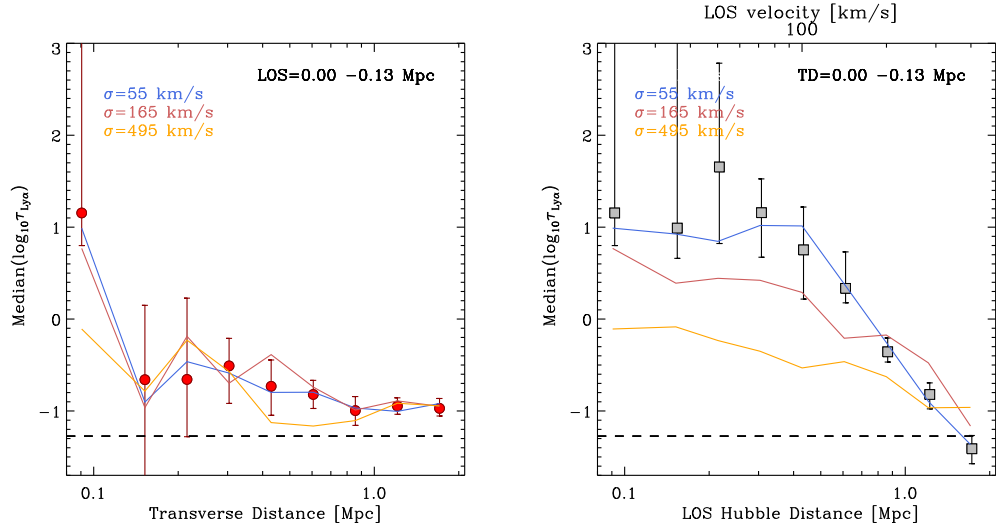 LOS velocity [km/s]
100
LOS=0.00 -0.13 Mpc
σ=55 km/s
σ=165 km/s
σ=495 km/s
3
2
1
0
−1
Median(log10τLyα)
0.1
1.0
Transverse Distance [Mpc]
TD=0.00 -0.13 Mpc
σ=55 km/s
σ=165 km/s
σ=495 km/s
3
2
1
0
−1
Median(log10τLyα)
0.1
1.0
LOS Hubble Distance [Mpc]